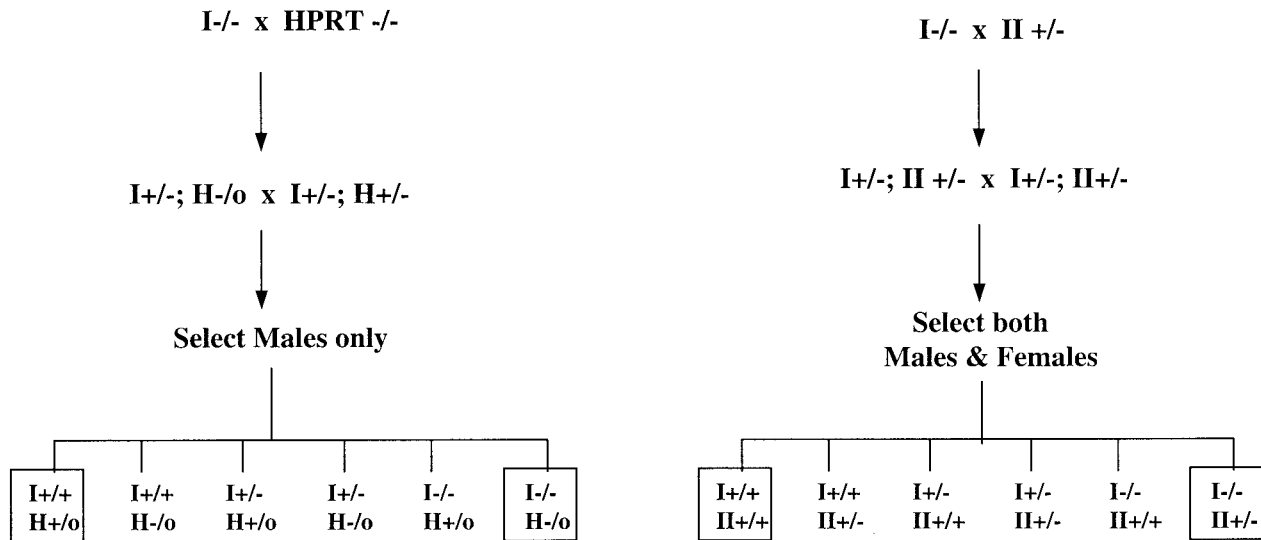 I-/- x HPRT -/-
I+/-; H-/o x I+/-; H+/-
Select Males only
I+/+ I+/+ I+/- I+/- I-/- I-/-
H+/o H-/o H+/o H-/o H+/o H-/o
I-/- x II +/-
I+/-; II +/- x I+/-; II+/-
Select both
Males & Females
I+/+ I+/+ I+/- I+/- I-/- I-/-
II+/+ II+/- II+/+ II+/- II+/+ II+/-